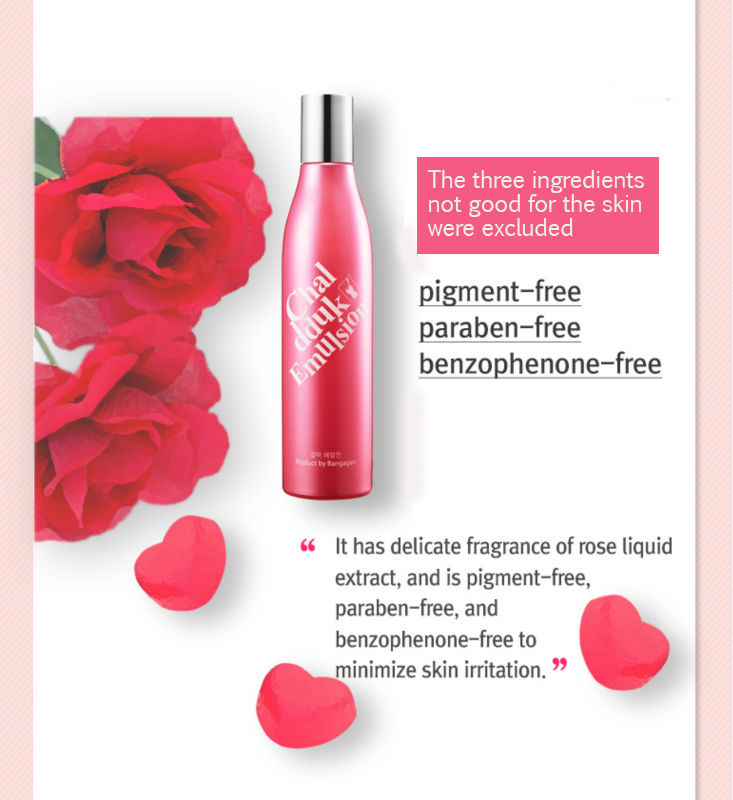 The three ingredients
not good for the skin
were excluded
pigment-free
paraben-free
benzophenone-free
Chal
dduk
Emulsion
찰떡 에멀전
Product by Bangagan
“ It has delicate fragrance of rose liquid
extract, and is pigment-free,
paraben-free, and
benzophenone-free to
minimize skin irritation. ”